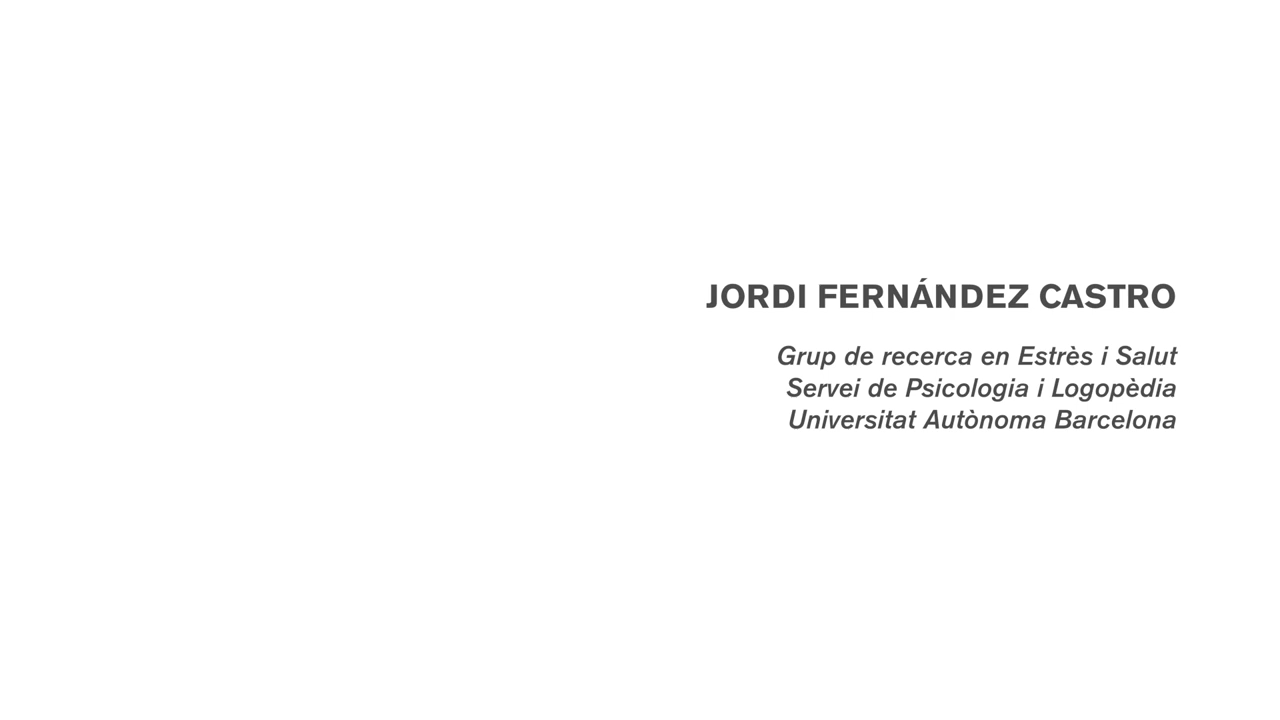 JORDI FERNÁNDEZ CASTRO
Grup de recerca en Estrès i Salut
Servei de Psicologia i Logopèdia
Universitat Autònoma Barcelona